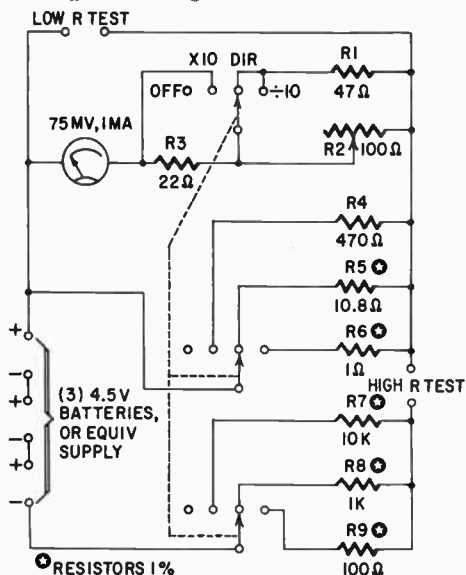 LOW R TEST
X10 DIR
R1
OFF ÷10
47Ω
75MV, 1MA
R3
R2 100Ω
22Ω
R4
470Ω
R5 ✪
10.8Ω
+
R6 ✪
1Ω
HIGH R TEST
-
+
(3) 4.5V
BATTERIES,
OR EQUIV
SUPPLY
R7 ✪
10K
-
+
R8 ✪
1K
-
R9 ✪
100Ω
✪ RESISTORS 1%